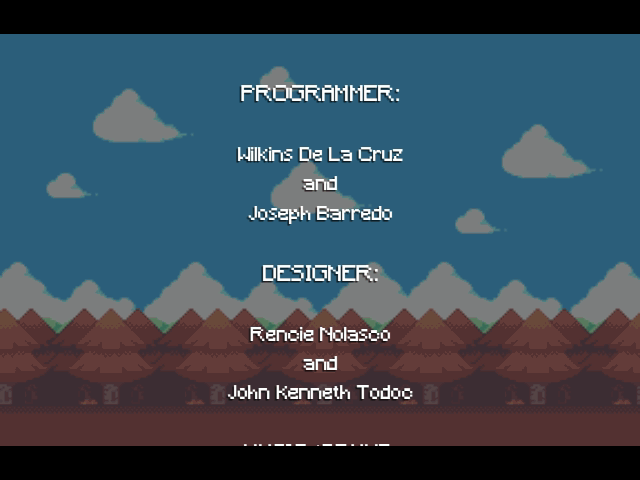 PROGRAMMER:
Wilkins De La Cruz
and
Joseph Barredo
DESIGNER:
Rencie Nolasco
and
John Kenneth Todoc